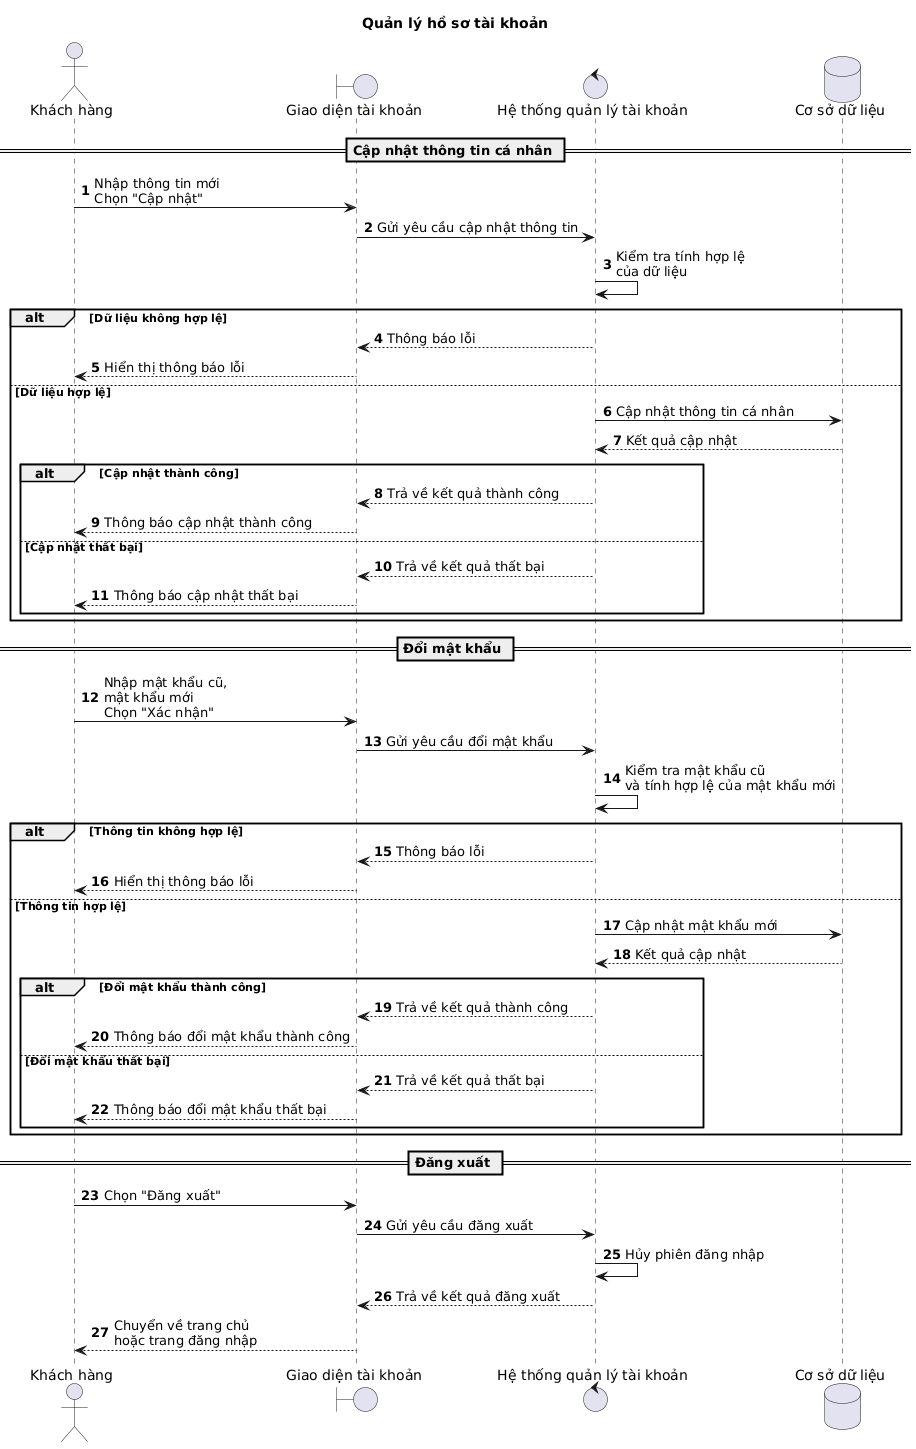 Quản lý hồ sơ tài khoản
Khách hàng
Giao diện tài khoản
Hệ thống quản lý tài khoản
Cơ sở dữ liệu
Cập nhật thông tin cá nhân
1 Nhập thông tin mới
Chọn "Cập nhật"
2 Gửi yêu cầu cập nhật thông tin
3 Kiểm tra tính hợp lệ
của dữ liệu
alt [Dữ liệu không hợp lệ]
4 Thông báo lỗi
5 Hiển thị thông báo lỗi
[Dữ liệu hợp lệ]
6 Cập nhật thông tin cá nhân
7 Kết quả cập nhật
alt [Cập nhật thành công]
8 Trả về kết quả thành công
9 Thông báo cập nhật thành công
[Cập nhật thất bại]
10 Trả về kết quả thất bại
11 Thông báo cập nhật thất bại
Đổi mật khẩu
12 Nhập mật khẩu cũ,
mật khẩu mới
Chọn "Xác nhận"
13 Gửi yêu cầu đổi mật khẩu
14 Kiểm tra mật khẩu cũ
và tính hợp lệ của mật khẩu mới
alt [Thông tin không hợp lệ]
15 Thông báo lỗi
16 Hiển thị thông báo lỗi
[Thông tin hợp lệ]
17 Cập nhật mật khẩu mới
18 Kết quả cập nhật
alt [Đổi mật khẩu thành công]
19 Trả về kết quả thành công
20 Thông báo đổi mật khẩu thành công
[Đổi mật khẩu thất bại]
21 Trả về kết quả thất bại
22 Thông báo đổi mật khẩu thất bại
Đăng xuất
23 Chọn "Đăng xuất"
24 Gửi yêu cầu đăng xuất
25 Hủy phiên đăng nhập
26 Trả về kết quả đăng xuất
27 Chuyển về trang chủ
hoặc trang đăng nhập
Khách hàng
Giao diện tài khoản
Hệ thống quản lý tài khoản
Cơ sở dữ liệu